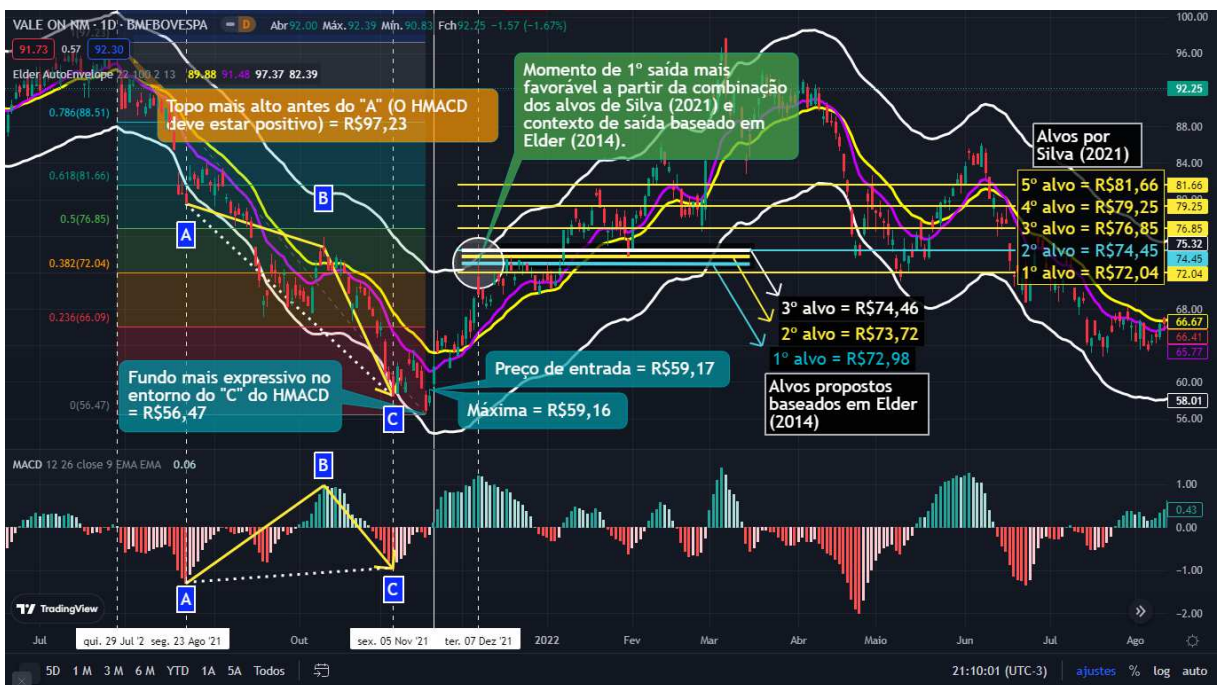 VALE ON NM · 1D · BMFBOVESPA D Abr92.00 Máx.92.39 Mín.90.83 Fch92.25 −1.57 (−1.67%)
1(97.23)
91.73 0.57 92.30
Elder AutoEnvelope 22 100 2 13 89.88 91.48 97.37 82.39
Topo mais alto antes do "A" (O HMACD
deve estar positivo) = R$97,23
Momento de 1º saída mais
favorável a partir da combinação
dos alvos de Silva (2021) e
contexto de saída baseado em
Elder (2014).
Alvos por
Silva (2021)
5º alvo = R$81,66
4º alvo = R$79,25
3º alvo = R$76,85
2º alvo = R$74,45
1º alvo = R$72,04
0.786(88.51)
0.618(81.66)
0.5(76.85)
0.382(72.04)
0.236(66.09)
0(56.47)
A
B
C
3º alvo = R$74,46
2º alvo = R$73,72
1º alvo = R$72,98
Alvos propostos
baseados em Elder
(2014)
Fundo mais expressivo no
entorno do "C" do HMACD
= R$56,47
Preço de entrada = R$59,17
Máxima = R$59,16
100.00
96.00
92.25
88.00
84.00
81.66
79.25
76.85
75.32
74.45
72.04
68.00
66.67
66.41
65.77
60.00
58.01
56.00
MACD 12 26 close 9 EMA EMA 0.06
B
A
C
1.00
0.43
0.00
−1.00
−2.00
TradingView
Jul qui. 29 Jul '2 seg. 23 Ago '21 Out sex. 05 Nov '21 ter. 07 Dez '21 2022 Fev Mar Abr Maio Jun Jul Ago
5D 1M 3M 6M YTD 1A 5A Todos 21:10:01 (UTC-3) ajustes % log auto